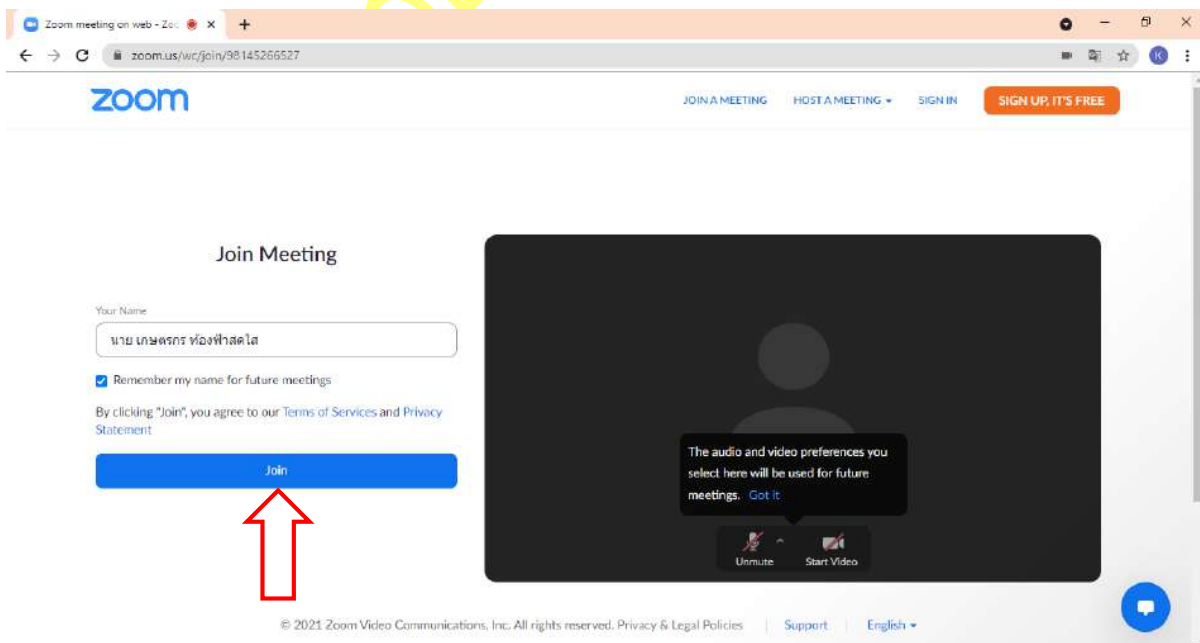 Zoom meeting on web - Zo
zoom.us/wc/join/98145266527
K
zoom
JOIN A MEETING
HOST A MEETING
SIGN IN
SIGN UP, IT'S FREE
Join Meeting
Your Name
นาย เกษตรกร ท้องฟ้าสดใส
Remember my name for future meetings
By clicking "Join", you agree to our Terms of Services and Privacy
Statement
Join
The audio and video preferences you
select here will be used for future
meetings. Got it
Unmute
Start Video
© 2021 Zoom Video Communications, Inc. All rights reserved. Privacy & Legal Policies
Support
English